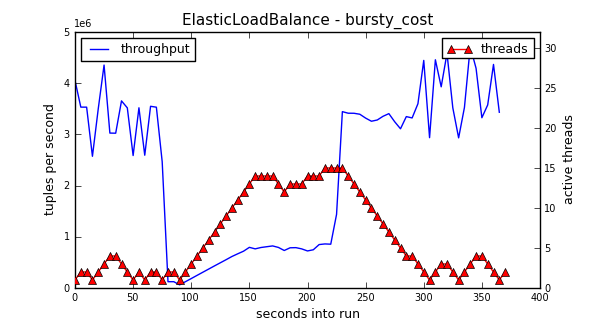 ElasticLoadBalance - bursty_cost
1e6
throughput
threads
tuples per second
active threads
5
4
3
2
1
0
30
25
20
15
10
5
0
0 50 100 150 200 250 300 350 400
seconds into run